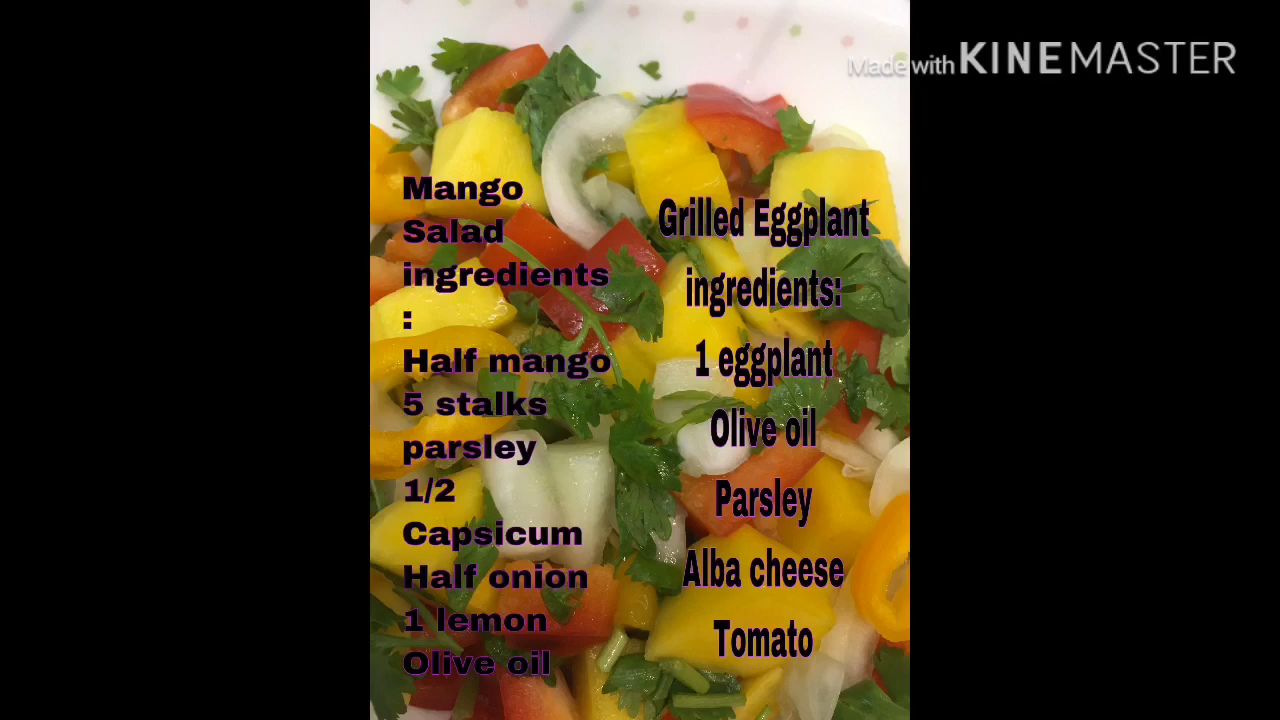 Made with KINEMASTER
Mango
Salad
ingredients
:
Half mango
5 stalks
parsley
1/2
Capsicum
Half onion
1 lemon
Olive oil
Grilled Eggplant
ingredients:
1 eggplant
Olive oil
Parsley
Alba cheese
Tomato